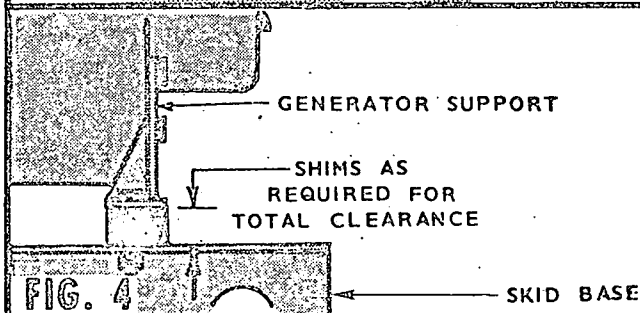 GENERATOR SUPPORT
SHIMS AS
REQUIRED FOR
TOTAL CLEARANCE
FIG. 4
SKID BASE